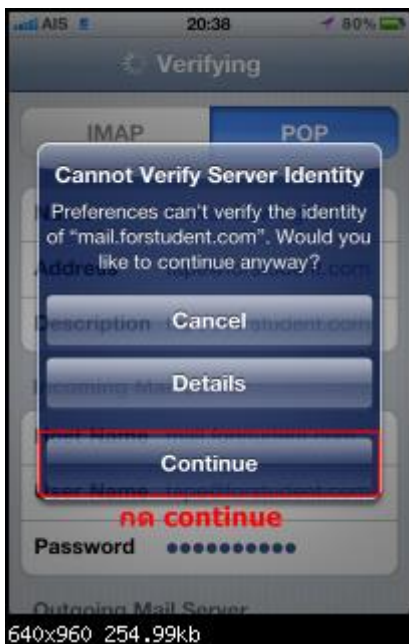 AIS E 20:38 80%
Verifying
IMAP POP
Cannot Verify Server Identity
Preferences can't verify the identity
of “mail.forstudent.com”. Would you
like to continue anyway?
Address
Description Cancel
Details
Host Name
Continue
User Name
กด continue
Password ●●●●●●●●●●
Outgoing Mail Server
640x960 254.99kb